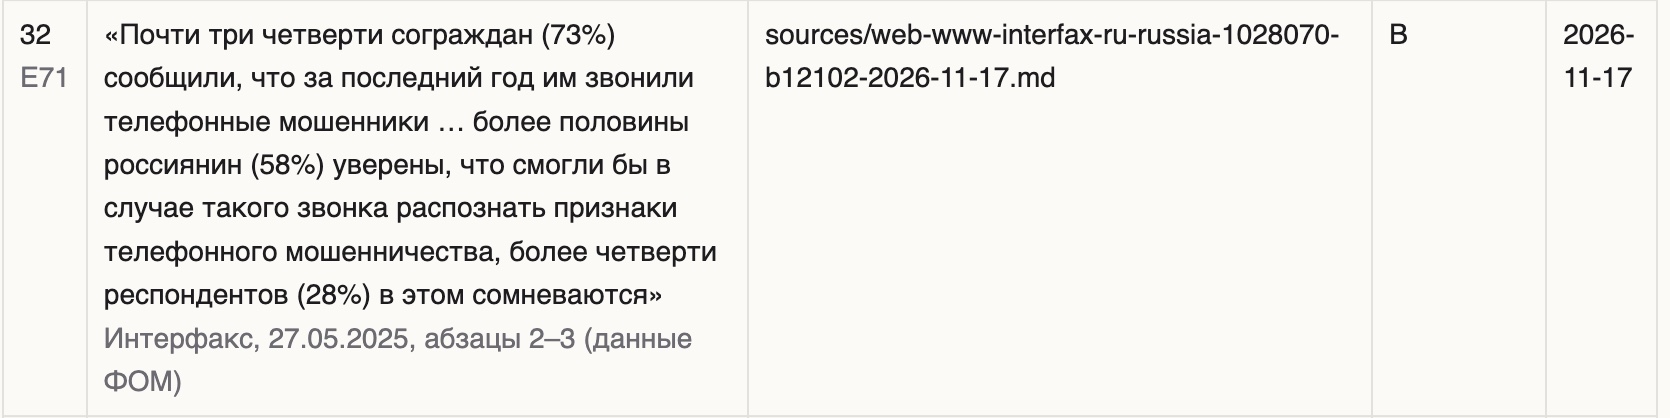 32
E71
«Почти три четверти сограждан (73%)
сообщили, что за последний год им звонили
телефонные мошенники … более половины
россиянин (58%) уверены, что смогли бы в
случае такого звонка распознать признаки
телефонного мошенничества, более четверти
респондентов (28%) в этом сомневаются»
Интерфакс, 27.05.2025, абзацы 2–3 (данные
ФОМ)
sources/web-www-interfax-ru-russia-1028070-
b12102-2026-11-17.md
B
2026-
11-17